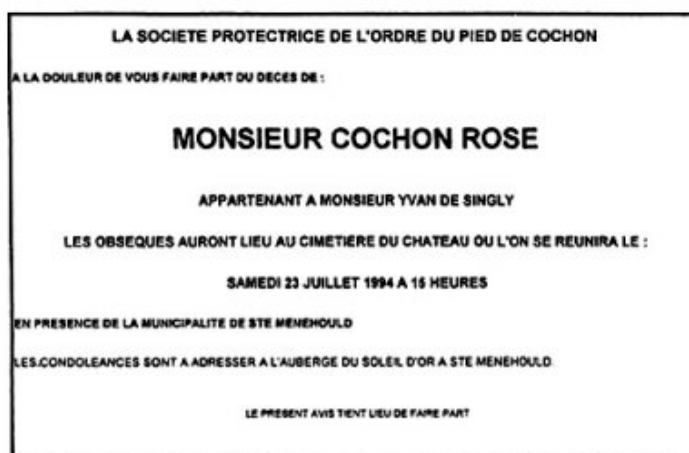 LA SOCIETE PROTECTRICE DE L'ORDRE DU PIED DE COCHON
A LA DOULEUR DE VOUS FAIRE PART DU DECES DE :
MONSIEUR COCHON ROSE
APPARTENANT A MONSIEUR YVAN DE SINGLY
LES OBSEQUES AURONT LIEU AU CIMETIERE DU CHATEAU OU L'ON SE REUNIRA LE :
SAMEDI 23 JUILLET 1994 A 15 HEURES
EN PRESENCE DE LA MUNICIPALITE DE STE MENEHOULD
LES CONDOLEANCES SONT A ADRESSER A L'AUBERGE DU SOLEIL D'OR A STE MENEHOULD.
LE PRESENT AVIS TIENT LIEU DE FAIRE PART